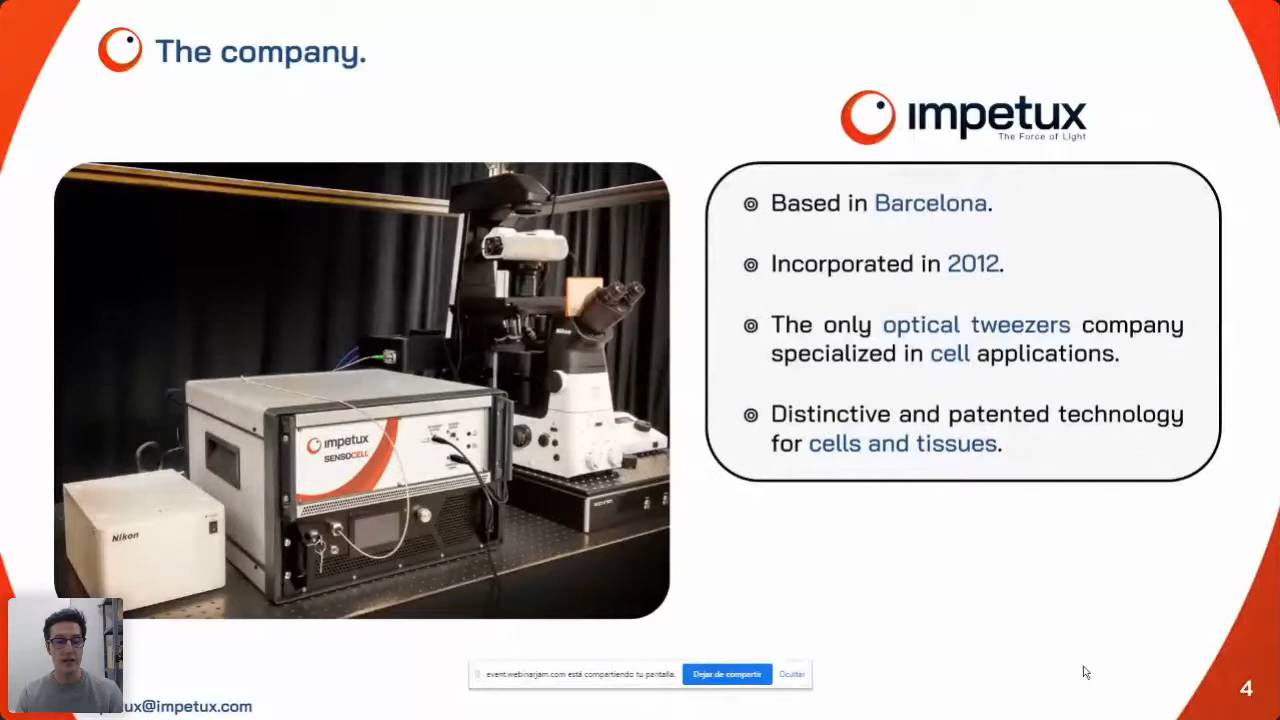 The company.
impetux
The Force of Light
Based in Barcelona.
Incorporated in 2012.
The only optical tweezers company
specialized in cell applications.
Distinctive and patented technology
for cells and tissues.
Nikon
impetux
SENSOCELL
Nikon
event.webinarjam.com está compartiendo tu pantalla.
Dejar de compartir
Ocultar
ux@impetux.com
4